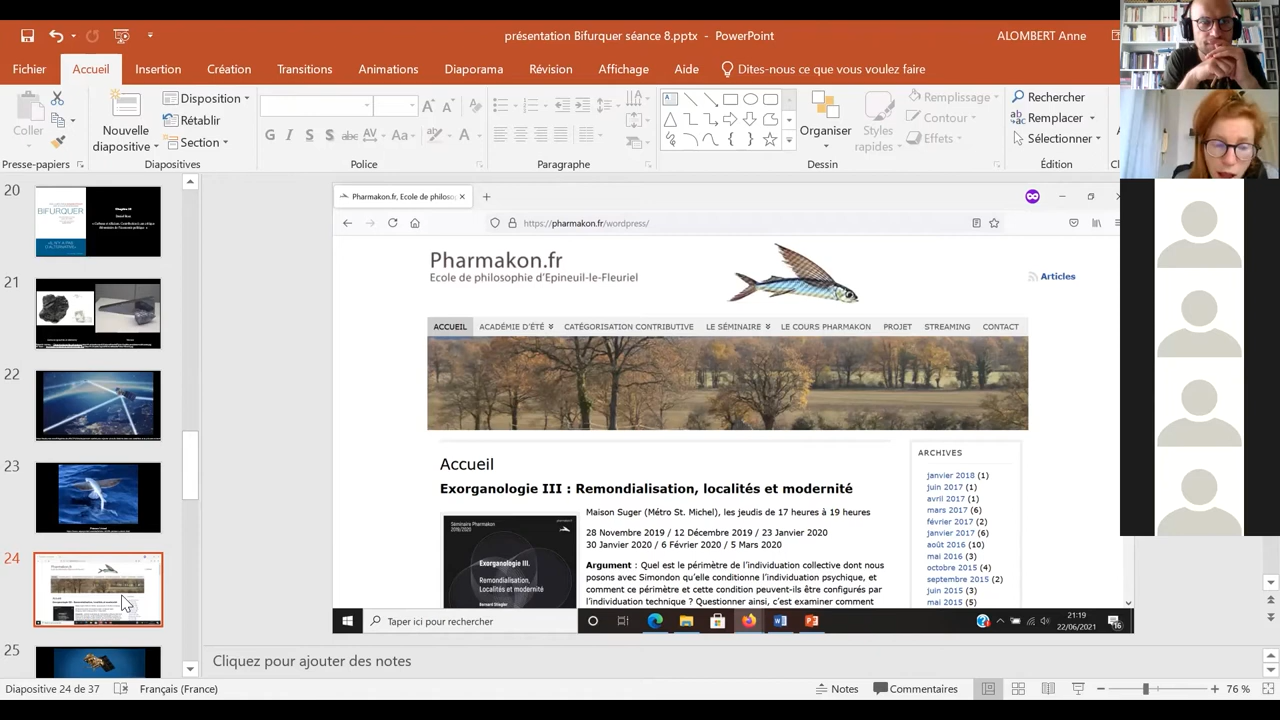 présentation Bifurquer séance 8.pptx - PowerPoint
ALOMBERT Anne
Fichier Accueil Insertion Création Transitions Animations Diaporama Révision Affichage Aide Dites-nous ce que vous voulez faire
Coller
Nouvelle diapositive
Disposition
Rétablir
Section
G I S S abc AV Aa A
Organiser
Styles rapides
Remplissage
Contour
Effets
Rechercher
Remplacer
Sélectionner
Presse-papiers Diapositives Police Paragraphe Dessin Édition
20
BIFURQUER
21
22
23
24
25
Pharmakon.fr, Ecole de philoso
https://pharmakon.fr/wordpress/
Pharmakon.fr
Ecole de philosophie d'Epineuil-le-Fleuriel
Articles
ACCUEIL ACADÉMIE D'ÉTÉ CATÉGORISATION CONTRIBUTIVE LE SÉMINAIRE LE COURS PHARMAKON PROJET STREAMING CONTACT
Accueil
Exorganologie III : Remondialisation, localités et modernité
Séminaire Pharmakon
2019/2020
Exorganologie III.
Remondialisation,
Localités et modernité
Bernard Stiegler
Maison Suger (Métro St. Michel), les jeudis de 17 heures à 19 heures
28 Novembre 2019 / 12 Décembre 2019 / 23 Janvier 2020
30 Janvier 2020 / 6 Février 2020 / 5 Mars 2020
Argument : Quel est le périmètre de l'individuation collective dont nous
posons avec Simondon qu'elle conditionne l'individuation psychique, et
comment ce périmètre et cette condition peuvent-ils être configurés par
l'individuation technique ? Questionner ainsi, c'est examiner comment
ARCHIVES
janvier 2018 (1)
juin 2017 (1)
avril 2017 (1)
mars 2017 (6)
février 2017 (2)
janvier 2017 (6)
août 2016 (10)
mai 2016 (3)
octobre 2015 (4)
septembre 2015 (2)
juin 2015 (3)
mai 2015 (5)
Taper ici pour rechercher
21:19
22/06/2021
16
Cliquez pour ajouter des notes
Diapositive 24 de 37 Français (France) Notes Commentaires 76 %